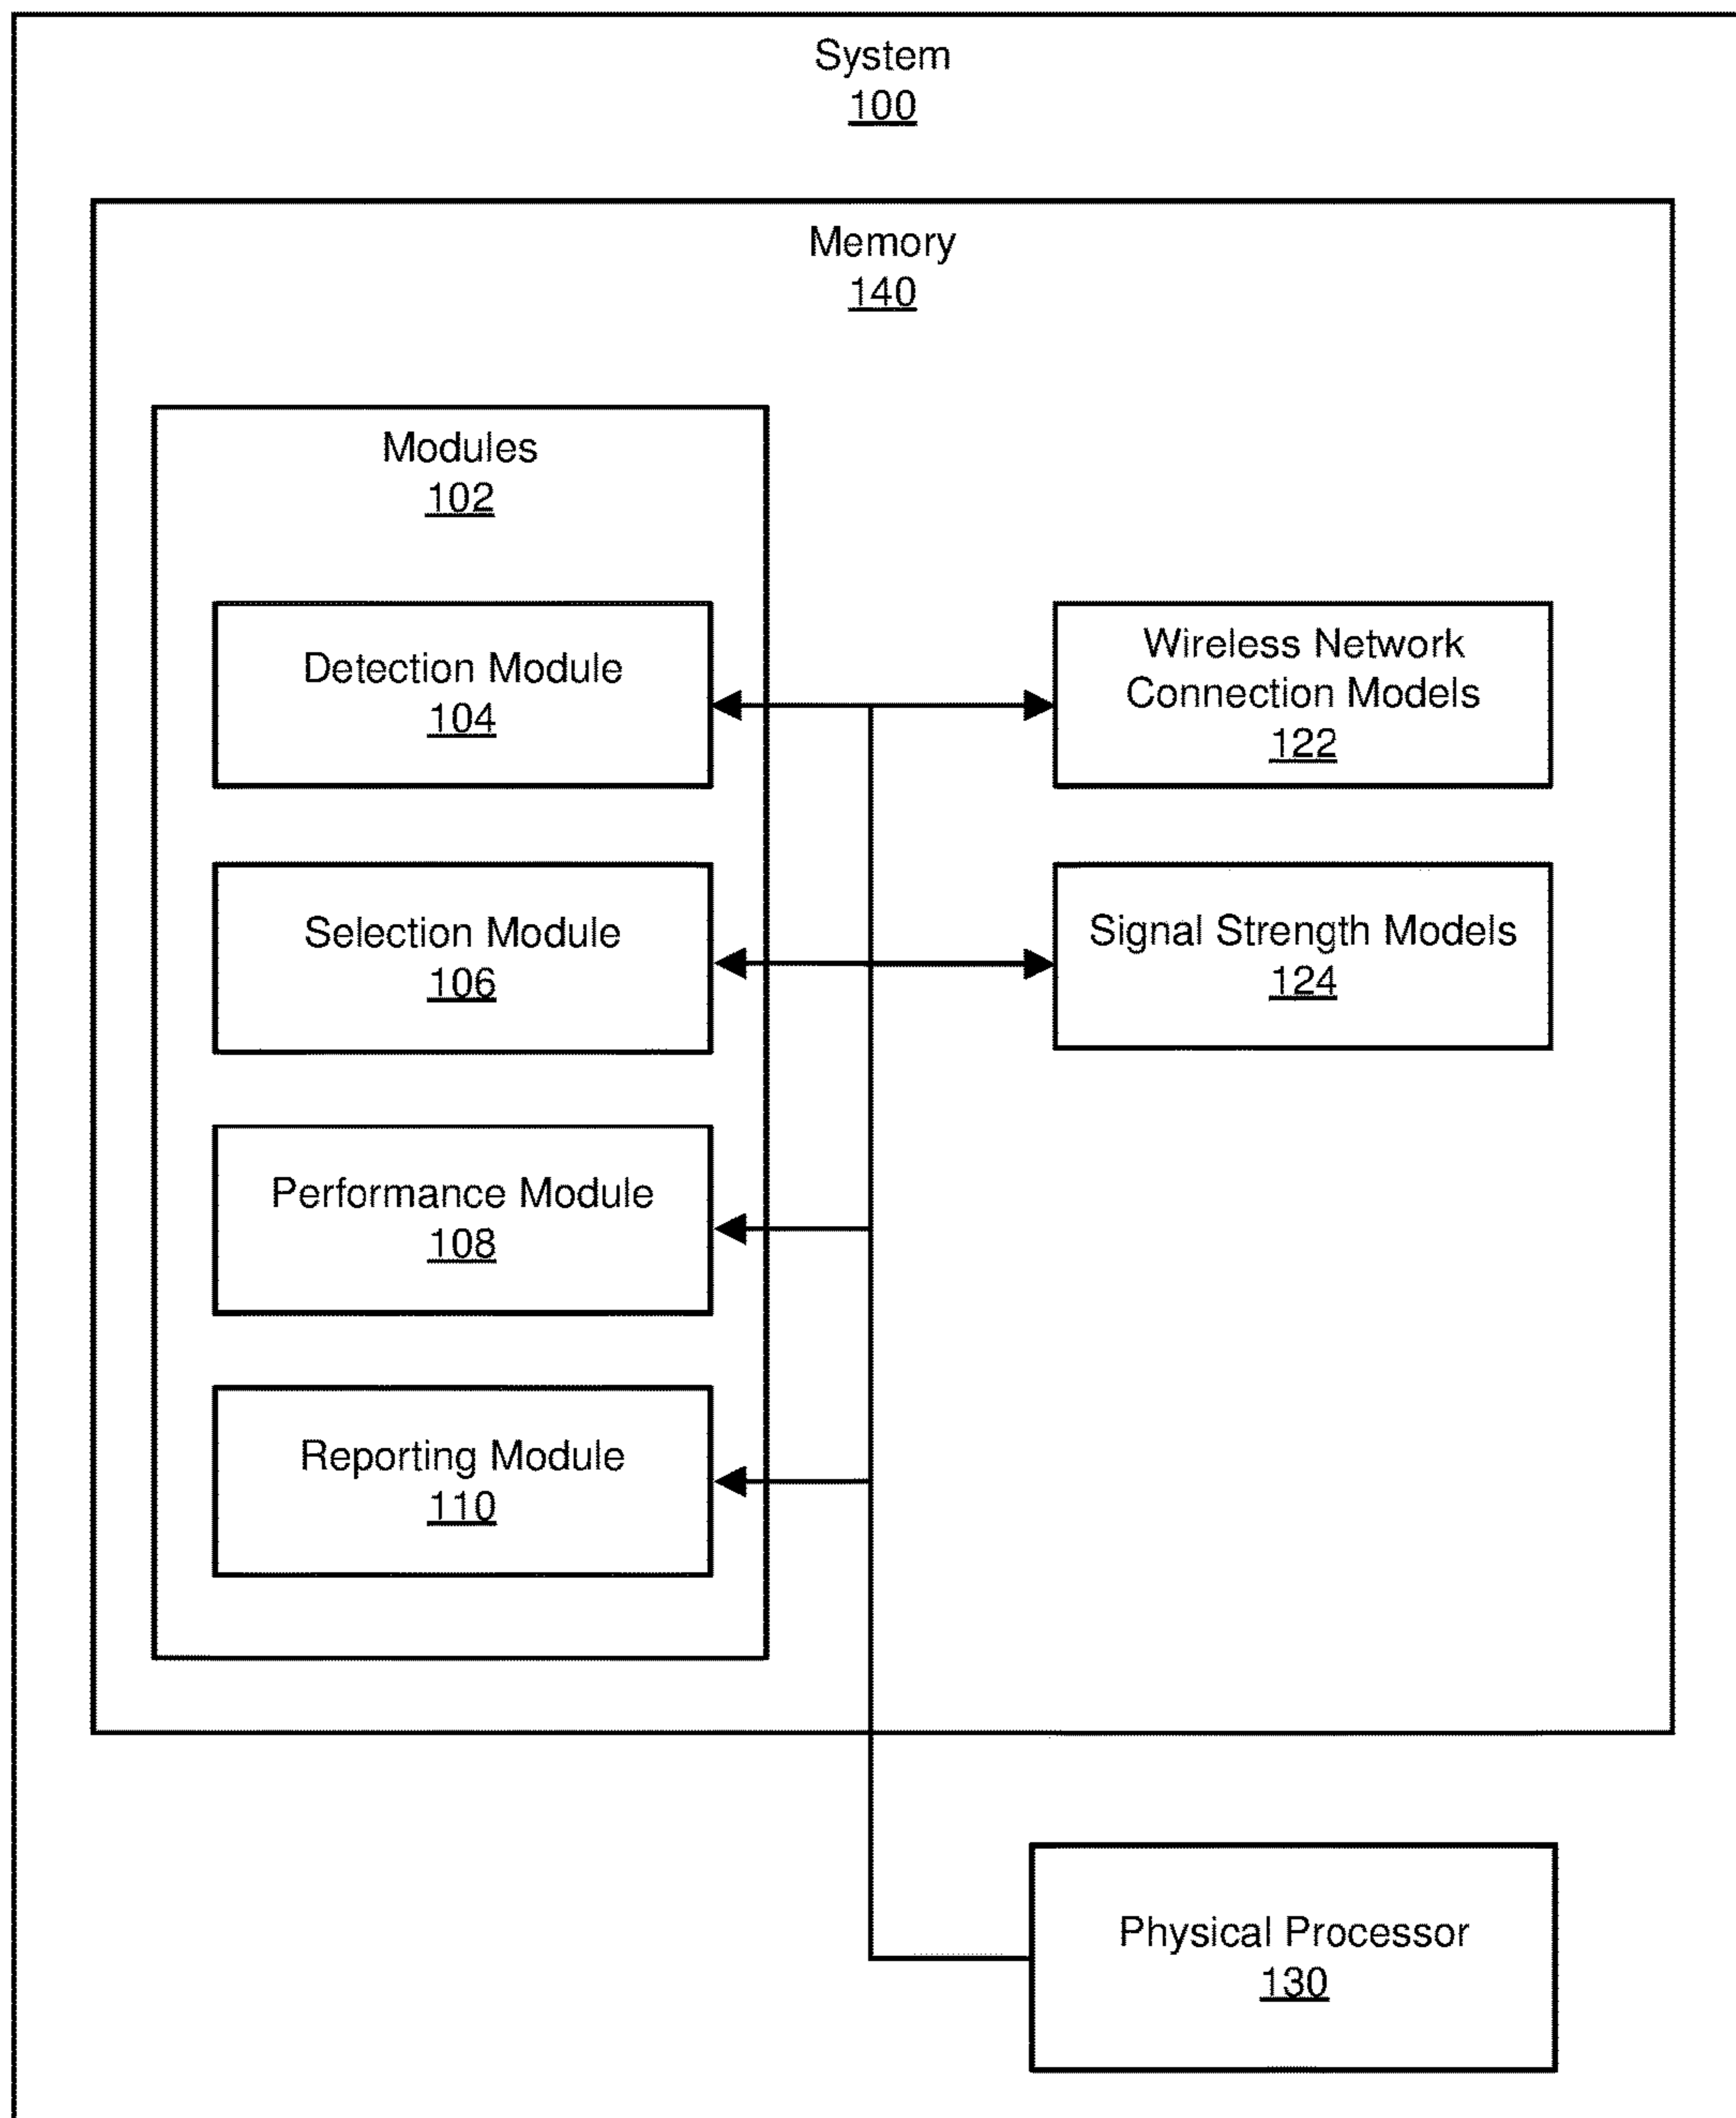 System
100
Memory
140
Modules
102
Detection Module
104
Selection Module
106
Performance Module
108
Reporting Module
110
Wireless Network
Connection Models
122
Signal Strength Models
124
Physical Processor
130